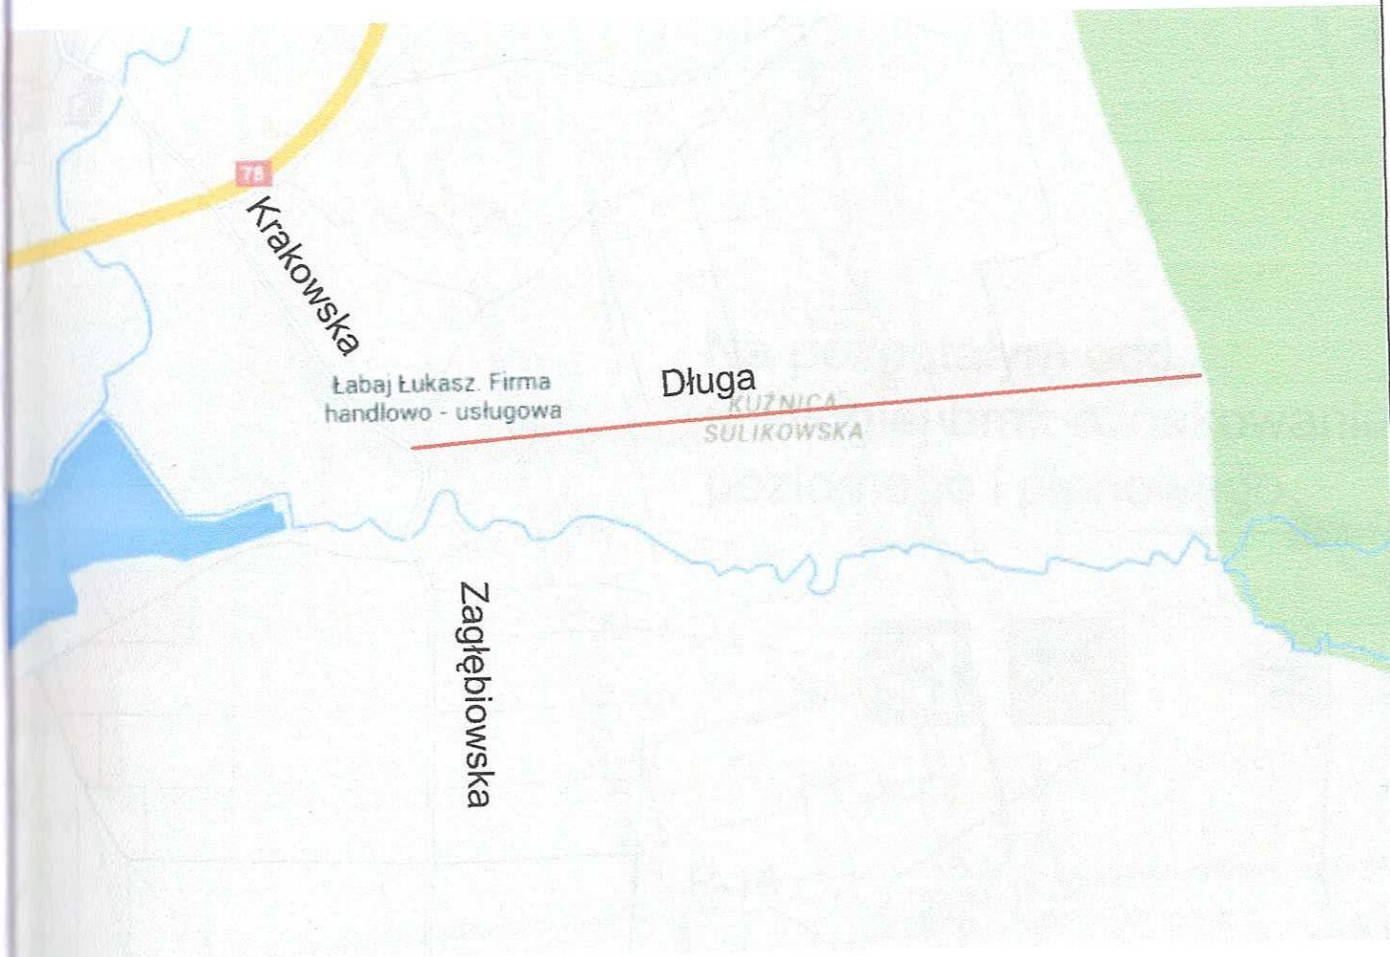 78
Krakowska
Łabaj Łukasz. Firma
handlowo - usługowa
Długa
KUŹNICA
SULIKOWSKA
Zagłębiowska